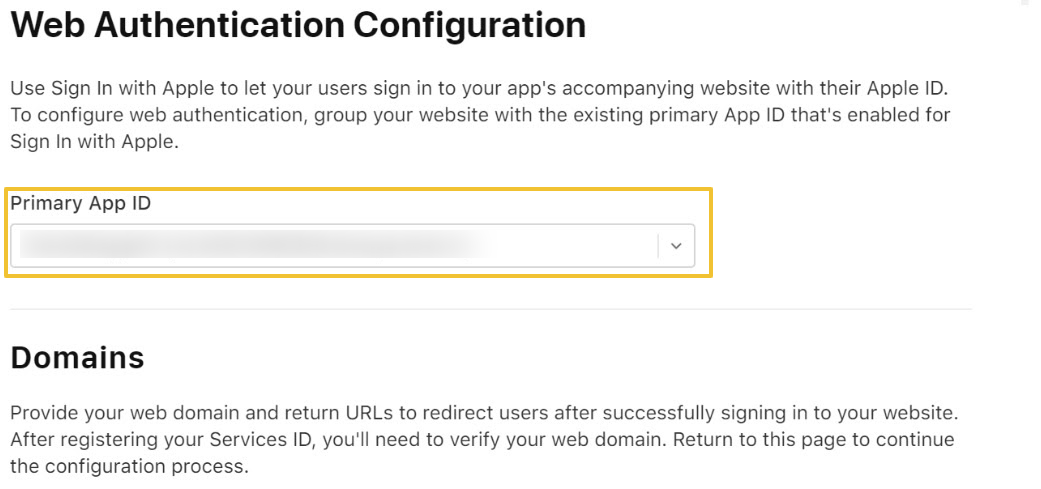 Web Authentication Configuration
Use Sign In with Apple to let your users sign in to your app's accompanying website with their Apple ID.
To configure web authentication, group your website with the existing primary App ID that's enabled for
Sign In with Apple.
Primary App ID
Domains
Provide your web domain and return URLs to redirect users after successfully signing in to your website.
After registering your Services ID, you'll need to verify your web domain. Return to this page to continue
the configuration process.